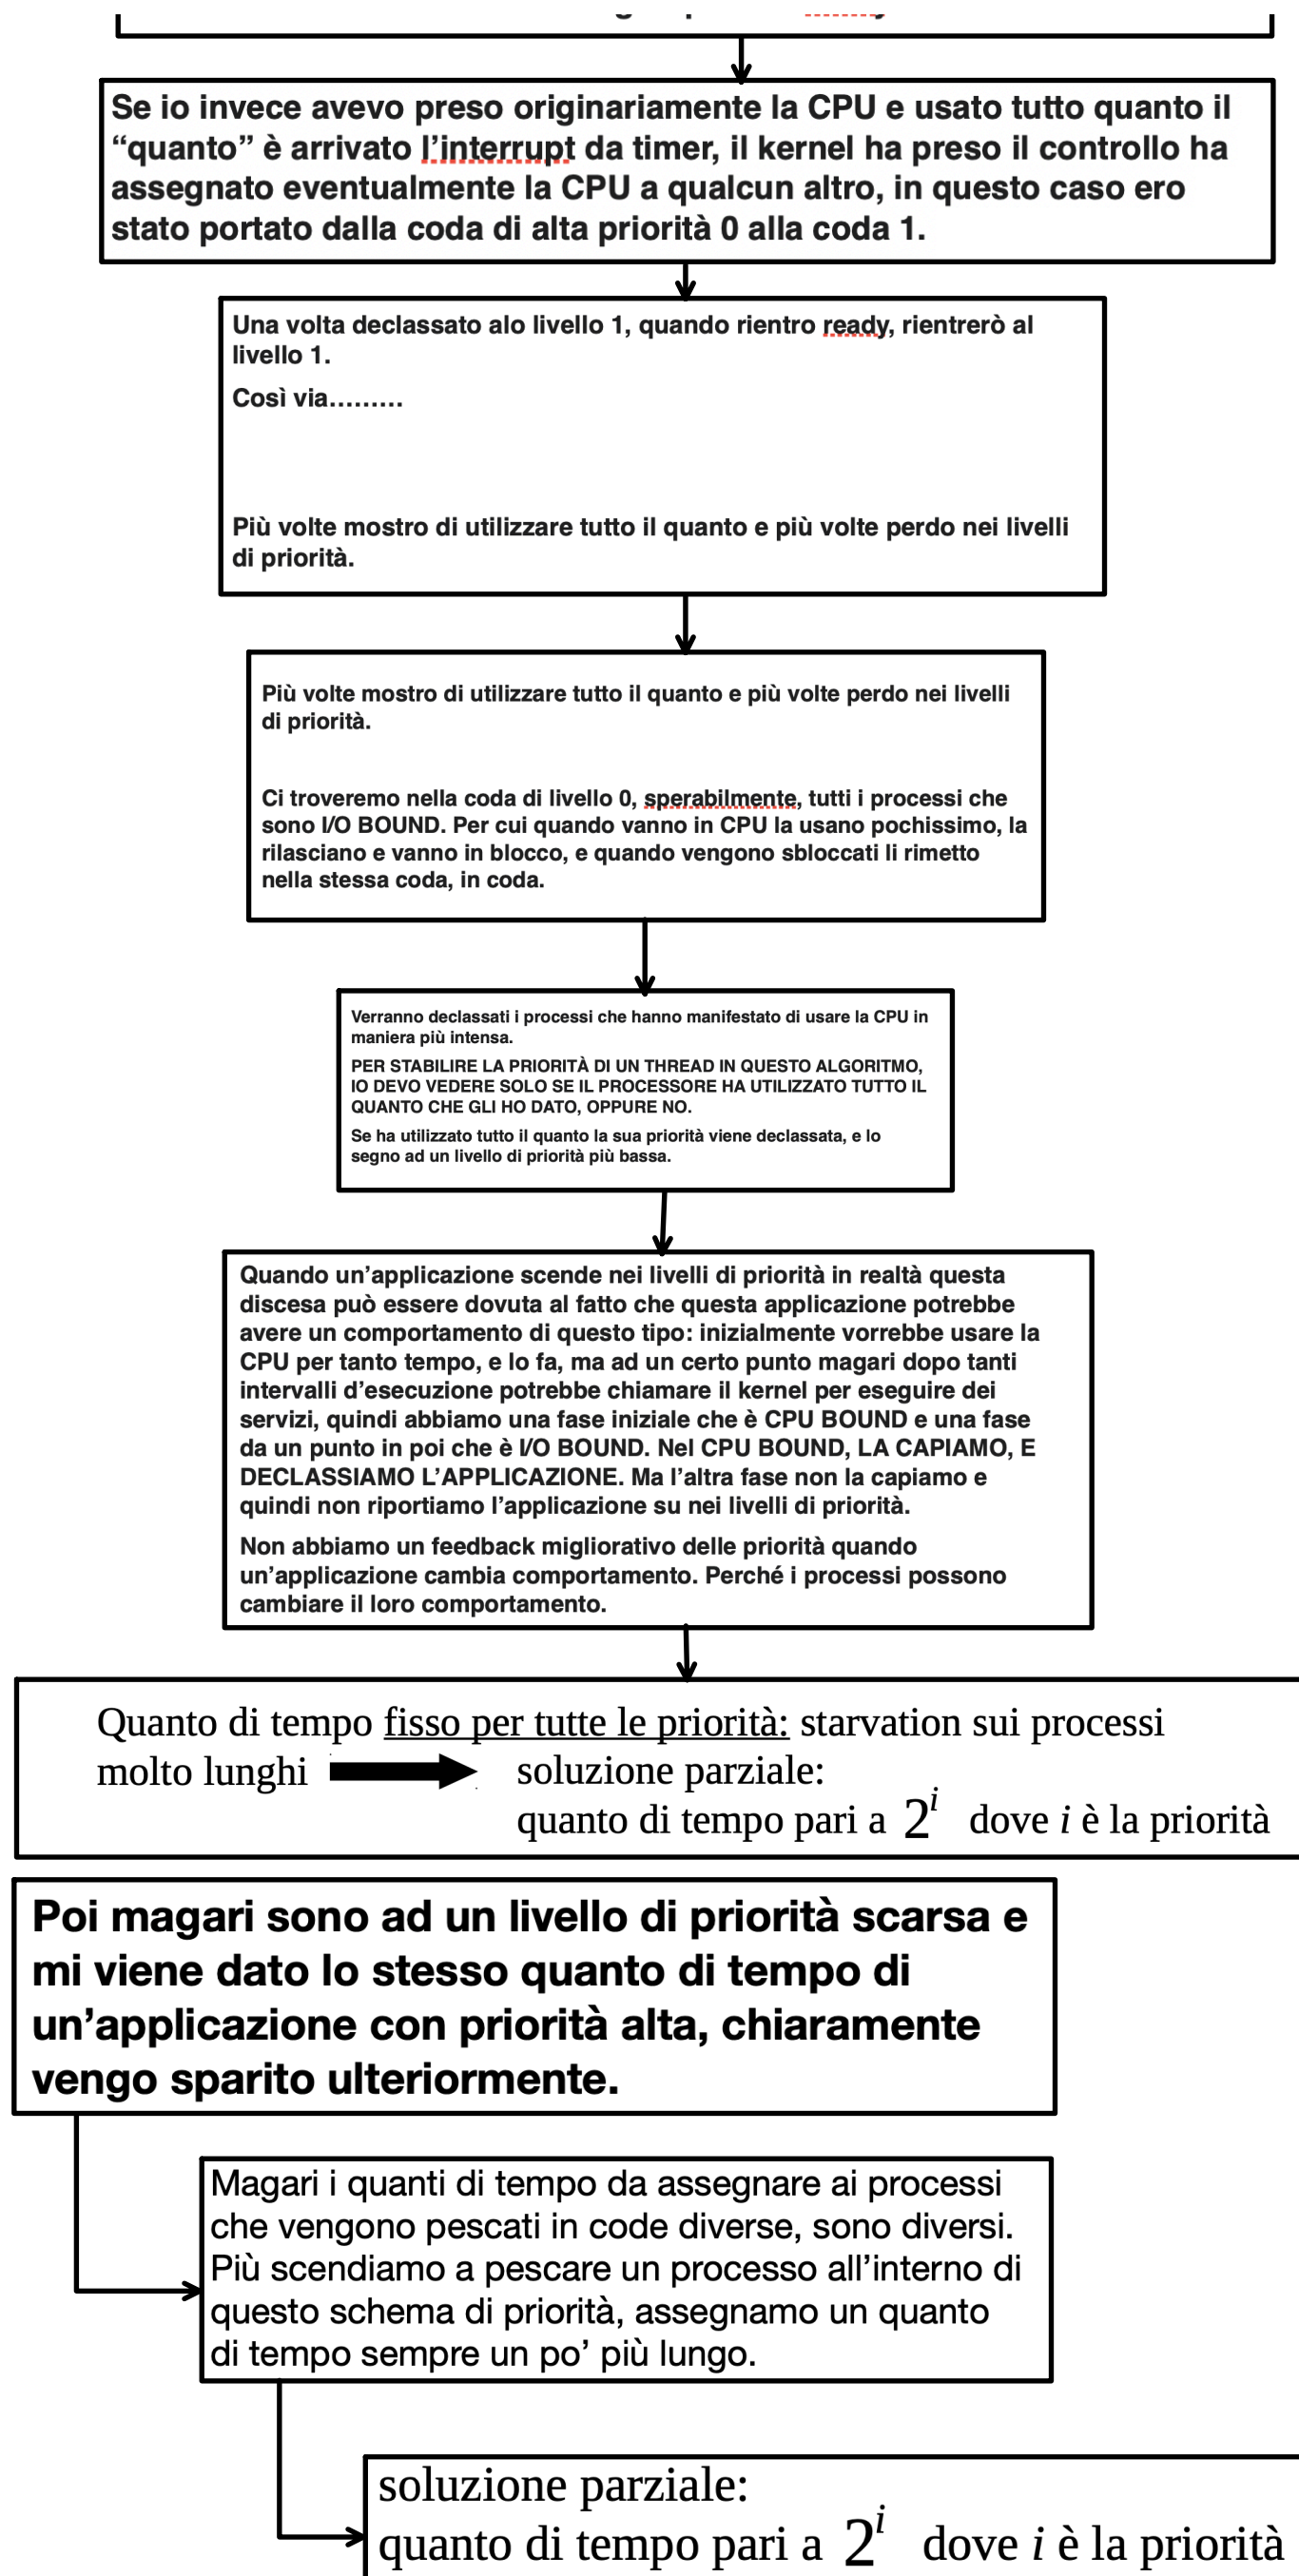 Se io invece avevo preso originariamente la CPU e usato tutto quanto il
“quanto” è arrivato l’interrupt da timer, il kernel ha preso il controllo ha
assegnato eventualmente la CPU a qualcun altro, in questo caso ero
stato portato dalla coda di alta priorità 0 alla coda 1.
Una volta declassato alo livello 1, quando rientro ready, rientrerò al
livello 1.
Così via………
Più volte mostro di utilizzare tutto il quanto e più volte perdo nei livelli
di priorità.
Più volte mostro di utilizzare tutto il quanto e più volte perdo nei livelli
di priorità.
Ci troveremo nella coda di livello 0, sperabilmente, tutti i processi che
sono I/O BOUND. Per cui quando vanno in CPU la usano pochissimo, la
rilasciano e vanno in blocco, e quando vengono sbloccati li rimetto
nella stessa coda, in coda.
Verranno declassati i processi che hanno manifestato di usare la CPU in
maniera più intensa.
PER STABILIRE LA PRIORITÀ DI UN THREAD IN QUESTO ALGORITMO,
IO DEVO VEDERE SOLO SE IL PROCESSORE HA UTILIZZATO TUTTO IL
QUANTO CHE GLI HO DATO, OPPURE NO.
Se ha utilizzato tutto il quanto la sua priorità viene declassata, e lo
segno ad un livello di priorità più bassa.
Quando un’applicazione scende nei livelli di priorità in realtà questa
discesa può essere dovuta al fatto che questa applicazione potrebbe
avere un comportamento di questo tipo: inizialmente vorrebbe usare la
CPU per tanto tempo, e lo fa, ma ad un certo punto magari dopo tanti
intervalli d’esecuzione potrebbe chiamare il kernel per eseguire dei
servizi, quindi abbiamo una fase iniziale che è CPU BOUND e una fase
da un punto in poi che è I/O BOUND. Nel CPU BOUND, LA CAPIAMO, E
DECLASSIAMO L’APPLICAZIONE. Ma l’altra fase non la capiamo e
quindi non riportiamo l’applicazione su nei livelli di priorità.
Non abbiamo un feedback migliorativo delle priorità quando
un’applicazione cambia comportamento. Perché i processi possono
cambiare il loro comportamento.
Quanto di tempo fisso per tutte le priorità: starvation sui processi
molto lunghi
soluzione parziale:
quanto di tempo pari a 2^i dove i è la priorità
Poi magari sono ad un livello di priorità scarsa e
mi viene dato lo stesso quanto di tempo di
un’applicazione con priorità alta, chiaramente
vengo sparito ulteriormente.
Magari i quanti di tempo da assegnare ai processi
che vengono pescati in code diverse, sono diversi.
Più scendiamo a pescare un processo all’interno di
questo schema di priorità, assegnamo un quanto
di tempo sempre un po’ più lungo.
soluzione parziale:
quanto di tempo pari a 2^i dove i è la priorità